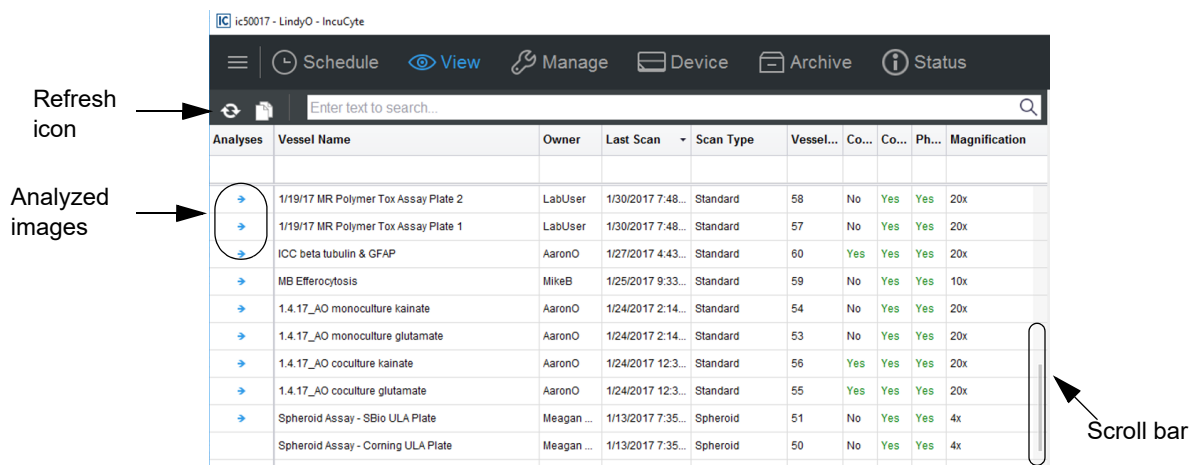 IC ic50017 - LindyO - IncuCyte
Schedule View Manage Device Archive Status
Refresh icon
Enter text to search...
Analyses Vessel Name Owner Last Scan Scan Type Vessel... Co... Co... Ph... Magnification
Analyzed images
1/19/17 MR Polymer Tox Assay Plate 2 LabUser 1/30/2017 7:48... Standard 58 No Yes Yes 20x
1/19/17 MR Polymer Tox Assay Plate 1 LabUser 1/30/2017 7:48... Standard 57 No Yes Yes 20x
ICC beta tubulin & GFAP AaronO 1/27/2017 4:43... Standard 60 Yes Yes Yes 20x
MB Efferocytosis MikeB 1/25/2017 9:33... Standard 59 No Yes Yes 10x
1.4.17_AO monoculture kainate AaronO 1/24/2017 2:14... Standard 54 No Yes Yes 20x
1.4.17_AO monoculture glutamate AaronO 1/24/2017 2:14... Standard 53 No Yes Yes 20x
1.4.17_AO coculture kainate AaronO 1/24/2017 12:3... Standard 56 Yes Yes Yes 20x
1.4.17_AO coculture glutamate AaronO 1/24/2017 12:3... Standard 55 Yes Yes Yes 20x
Spheroid Assay - SBio ULA Plate Meagan ... 1/13/2017 7:35... Spheroid 51 No Yes Yes 4x
Scroll bar
Spheroid Assay - Corning ULA Plate Meagan ... 1/13/2017 7:35... Spheroid 50 No Yes Yes 4x